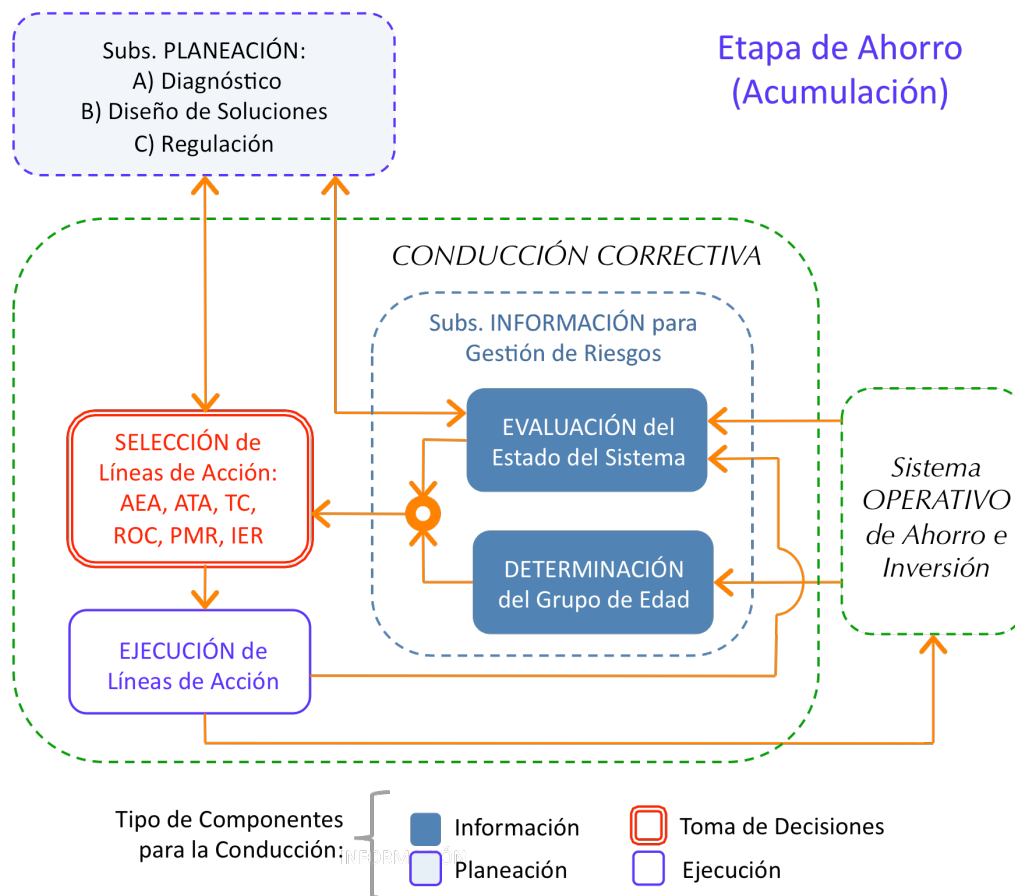 Subs. PLANEACIÓN:
A) Diagnóstico
B) Diseño de Soluciones
C) Regulación
Etapa de Ahorro
(Acumulación)
CONDUCCIÓN CORRECTIVA
Subs. INFORMACIÓN para
Gestión de Riesgos
EVALUACIÓN del
Estado del Sistema
SELECCIÓN de
Líneas de Acción:
AEA, ATA, TC,
ROC, PMR, IER
Sistema
OPERATIVO
de Ahorro e
Inversión
DETERMINACIÓN
del Grupo de Edad
EJECUCIÓN de
Líneas de Acción
Tipo de Componentes
para la Conducción:
INFORMACIÓN
Información
Toma de Decisiones
Planeación
Ejecución